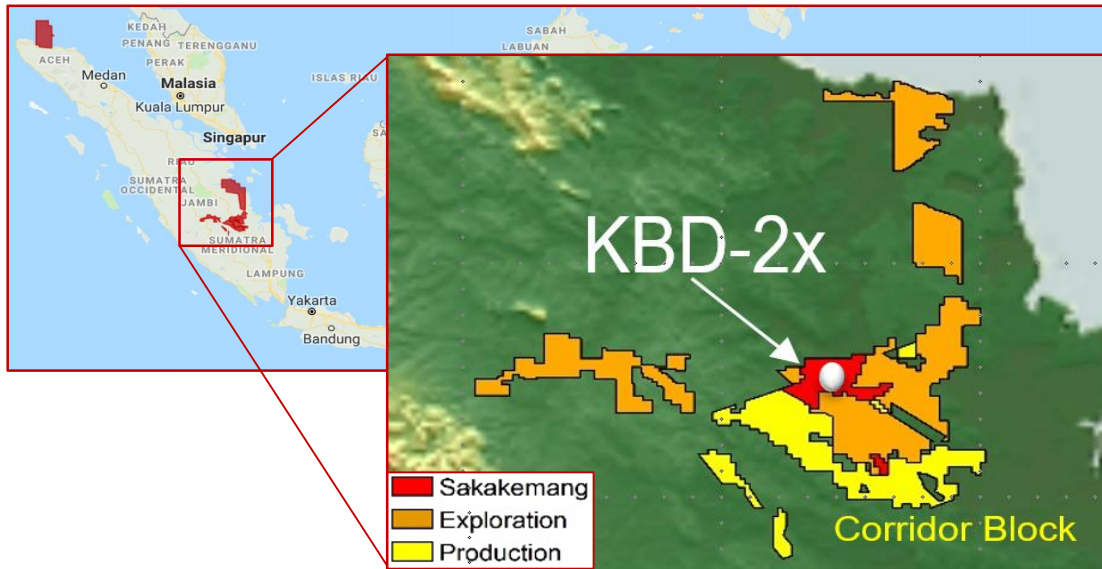 KEDAH
PENANG TERENGGANU
PERAK
ACEH
Medan
Malasia
Kuala Lumpur
SABAH
LABUAN
ISLAS RIAU
Singapur
RIAU
SUMATRA
OCCIDENTAL
JAMBI
SUMATRA
MERIDIONAL
LAMPUNG
Yakarta
Bandung
KBD-2x
Sakakemang
Exploration
Production
Corridor Block